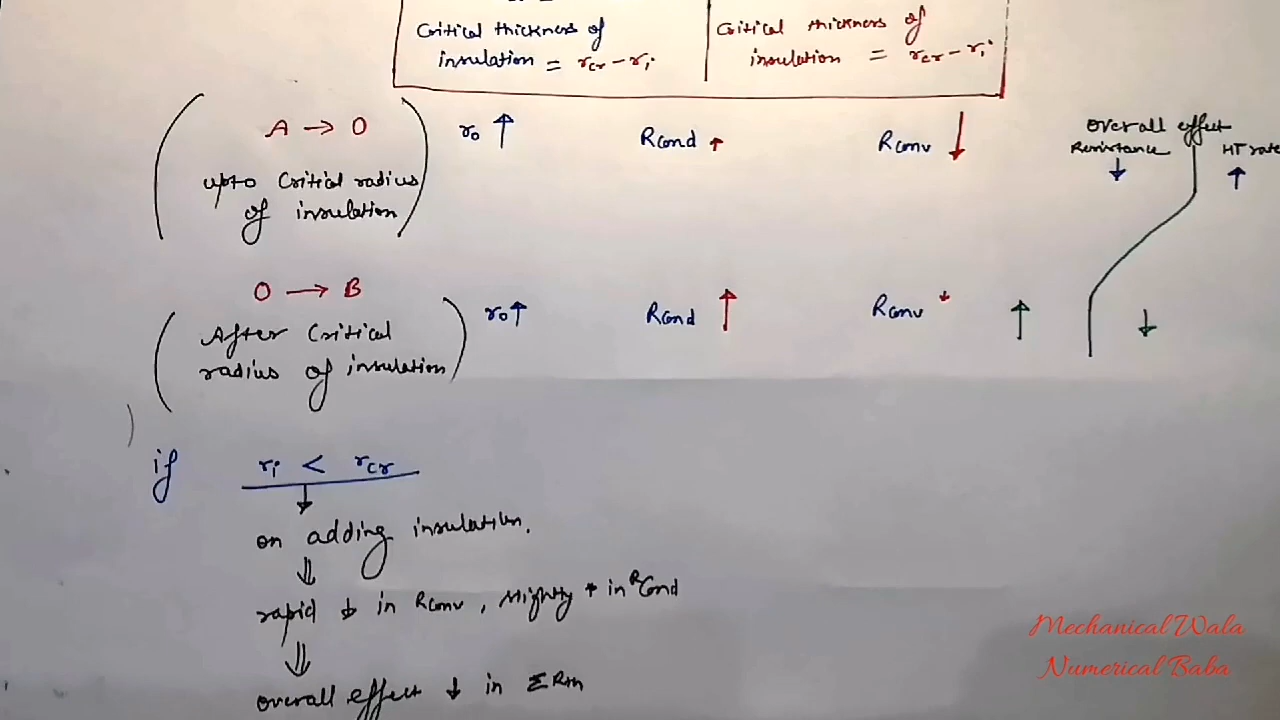 Critical thickness of
insulation = rcr - ri
Critical thickness of
insulation = rcr - ri
A → O
upto Critical radius
of insulation
ro ↑
Rcond ↑
Rconv ↓
Overall effect
Resistance ↓
HT rate ↑
O → B
After Critical
radius of insulation
ro ↑
Rcond ↑
Rconv ↓
↑
↓
if ri < rcr
↓
on adding insulation.
⇓
rapid ↓ in Rconv, slightly ↑ in Rcond
⇓
overall effect ↓ in ΣRth
Mechanical Wala
Numerical Baba